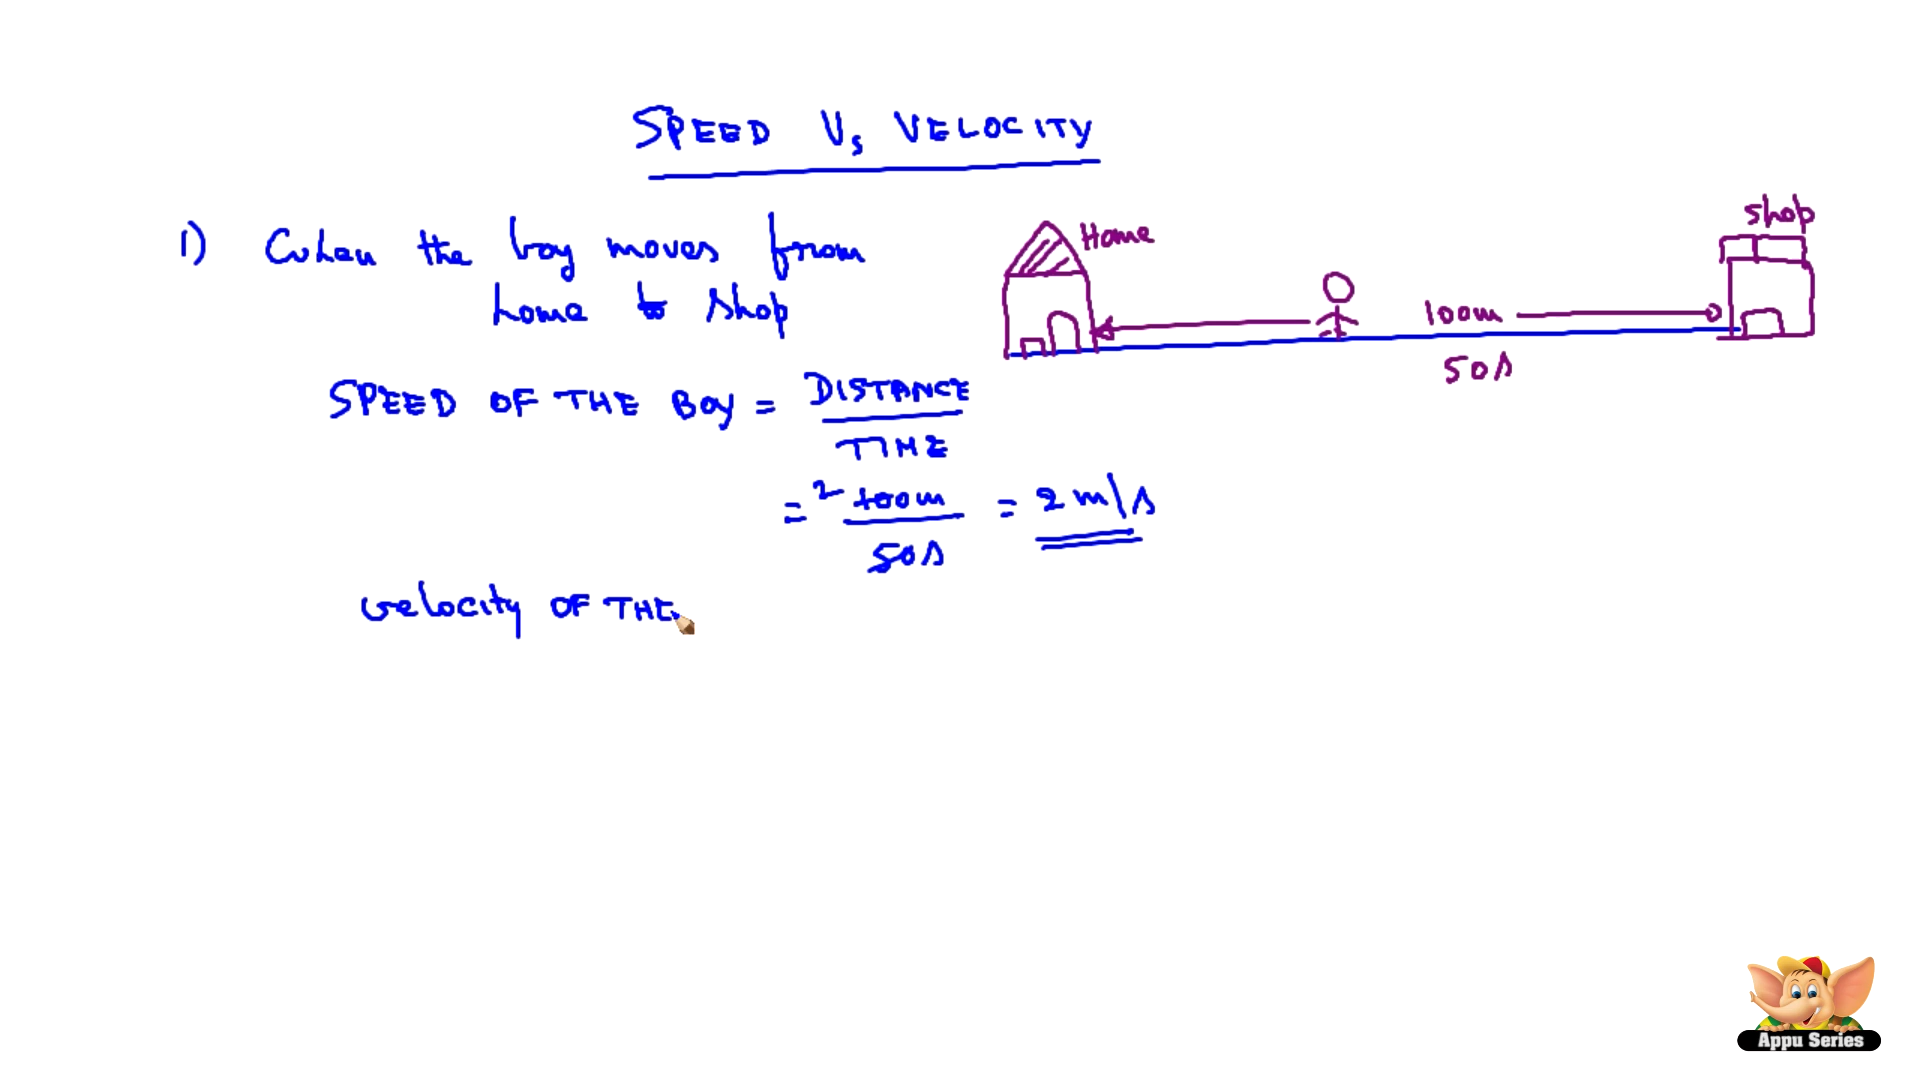 SPEED Vs VELOCITY
1) When the boy moves from
home to shop
Home
shop
100m
50s
SPEED OF THE BOY = DISTANCE
TIME
= 2 100m = 2 m/s
50s
velocity OF THE
Appu Series